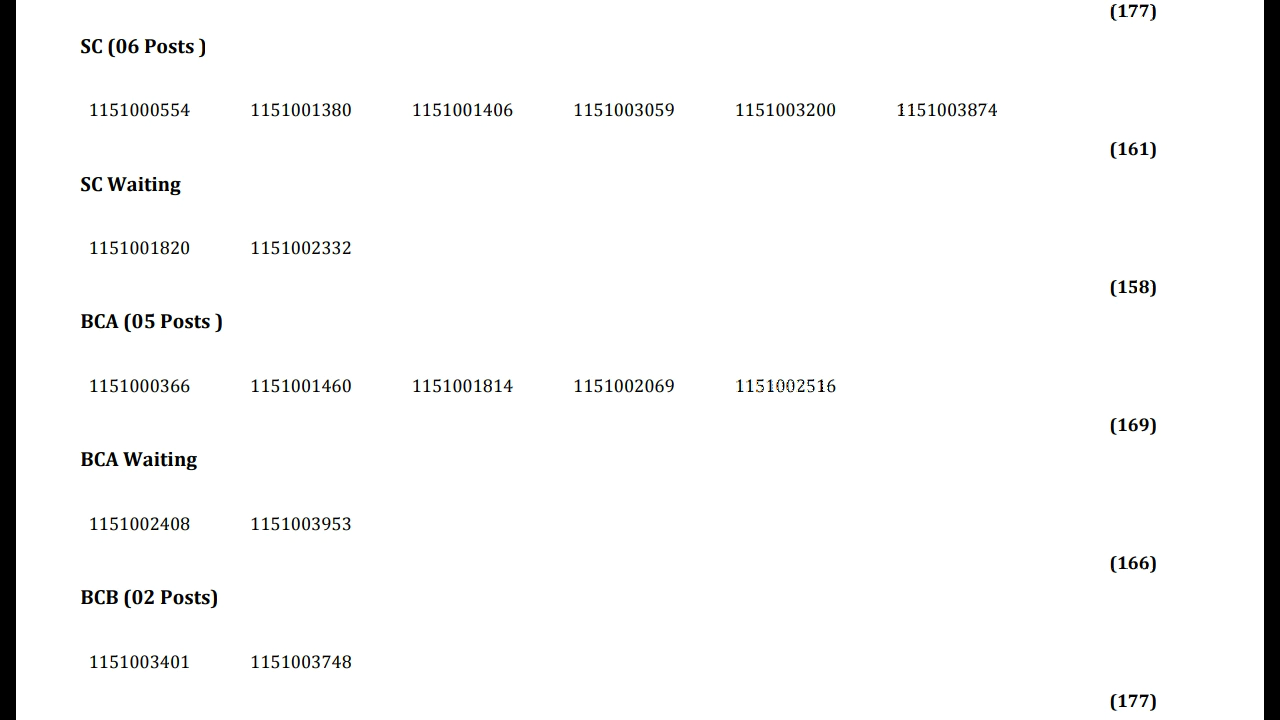 (177)
SC (06 Posts )
1151000554 1151001380 1151001406 1151003059 1151003200 1151003874
(161)
SC Waiting
1151001820 1151002332
(158)
BCA (05 Posts )
1151000366 1151001460 1151001814 1151002069 1151002516
(169)
BCA Waiting
1151002408 1151003953
(166)
BCB (02 Posts)
1151003401 1151003748
(177)